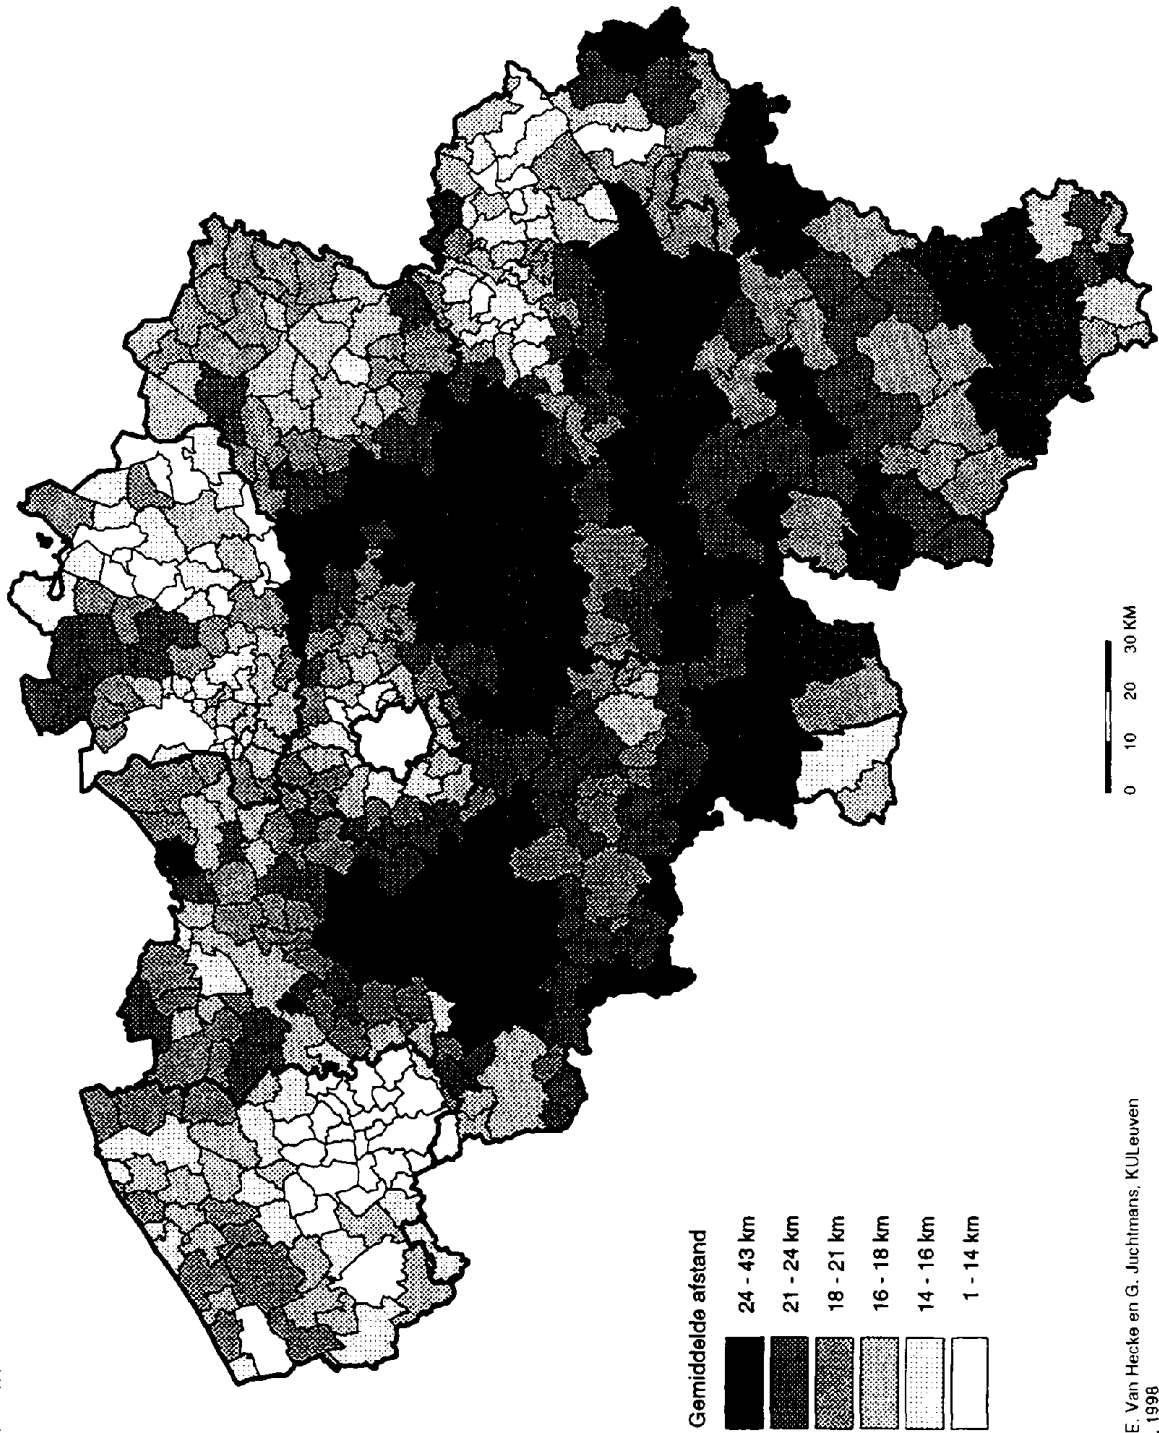 Gemiddelde afstand
24 - 43 km
21 - 24 km
18 - 21 km
16 - 18 km
14 - 16 km
1 - 14 km
0 10 20 30 KM
E. Van Hecke en G. Juchtmans, KULeuven
, 1998